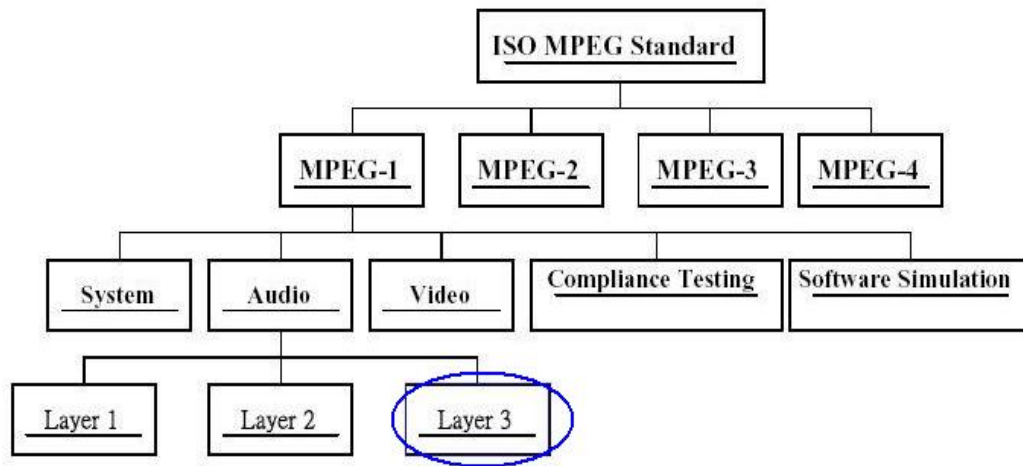 ISO MPEG Standard
MPEG-1
MPEG-2
MPEG-3
MPEG-4
System
Audio
Video
Compliance Testing
Software Simulation
Layer 1
Layer 2
Layer 3